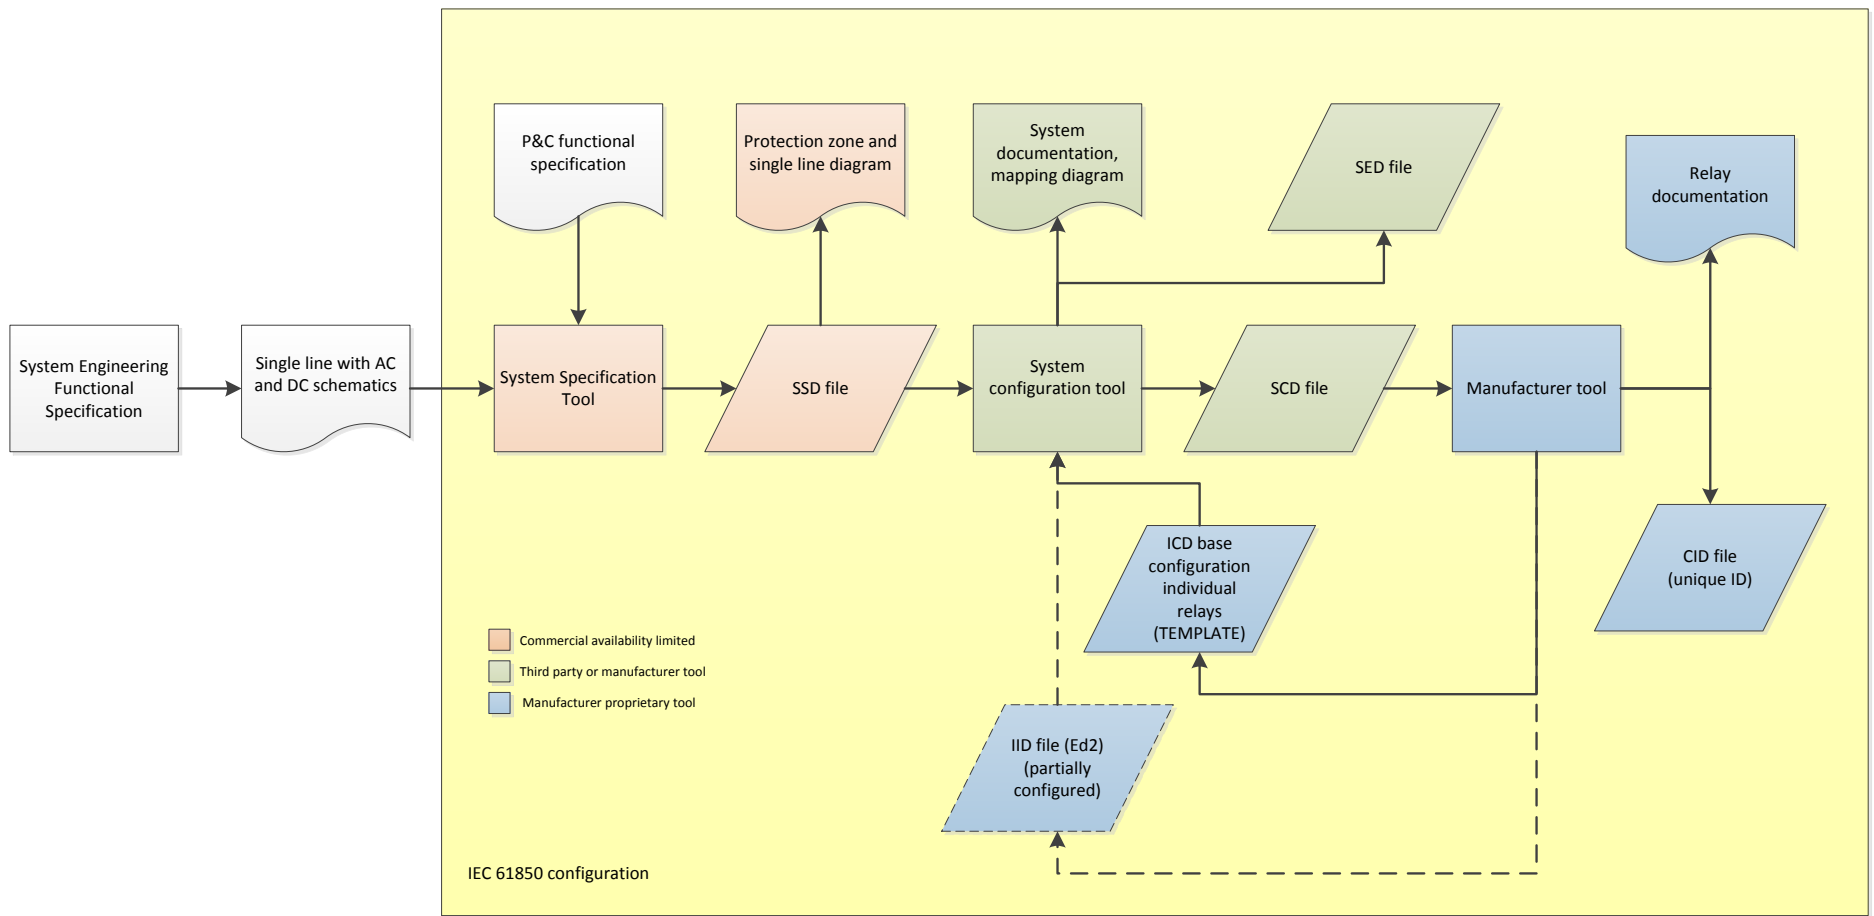 P&C functional
specification
Protection zone and
single line diagram
System
documentation,
mapping diagram
SED file
Relay
documentation
System Engineering
Functional
Specification
Single line with AC
and DC schematics
System Specification
Tool
SSD file
System
configuration tool
SCD file
Manufacturer tool
ICD base
configuration
individual
relays
(TEMPLATE)
CID file
(unique ID)
Commercial availability limited
Third party or manufacturer tool
Manufacturer proprietary tool
IID file (Ed2)
(partially
configured)
IEC 61850 configuration